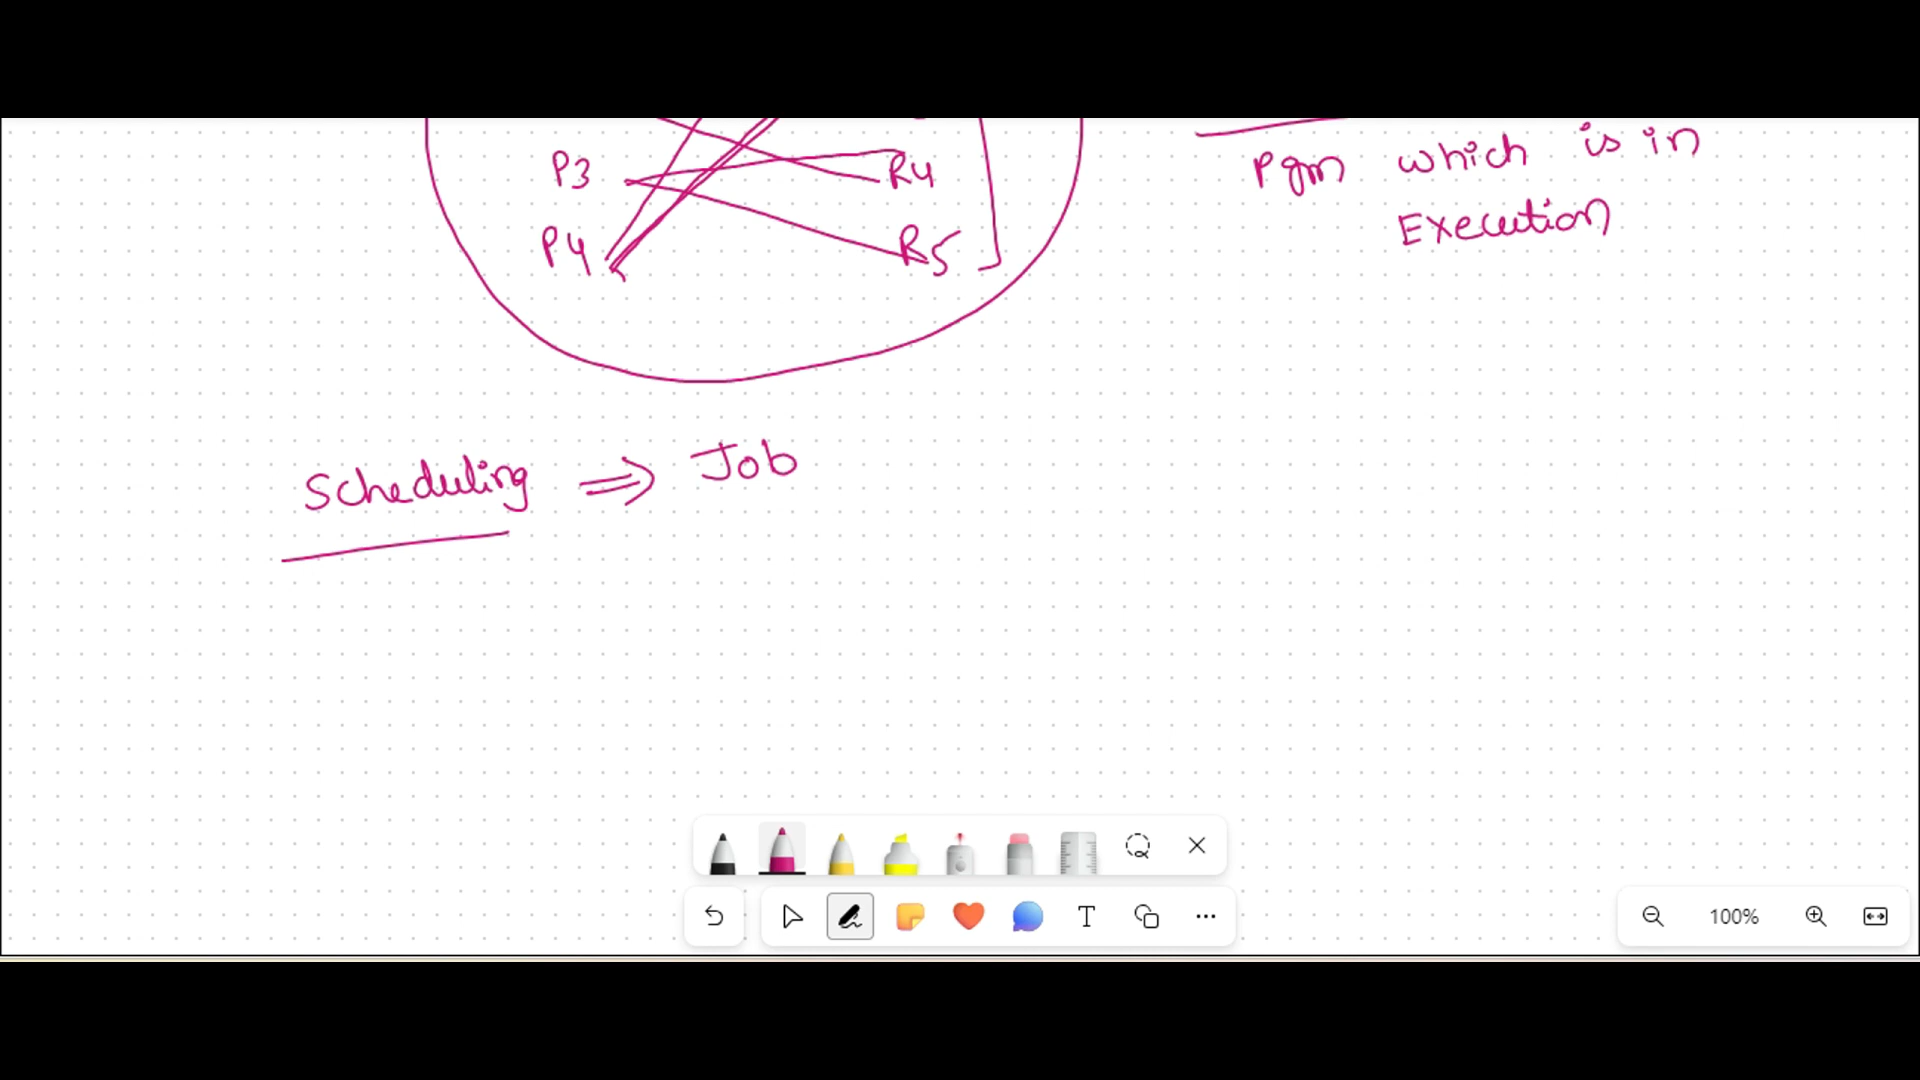 P3 R4
P4 R5
Pgm which is in
Execution
Scheduling ⇒ Job
T
100%